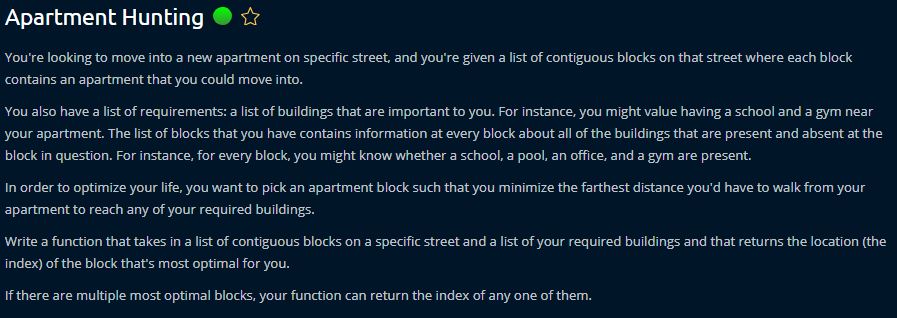 Apartment Hunting
You're looking to move into a new apartment on specific street, and you're given a list of contiguous blocks on that street where each block
contains an apartment that you could move into.
You also have a list of requirements: a list of buildings that are important to you. For instance, you might value having a school and a gym near
your apartment. The list of blocks that you have contains information at every block about all of the buildings that are present and absent at the
block in question. For instance, for every block, you might know whether a school, a pool, an office, and a gym are present.
In order to optimize your life, you want to pick an apartment block such that you minimize the farthest distance you'd have to walk from your
apartment to reach any of your required buildings.
Write a function that takes in a list of contiguous blocks on a specific street and a list of your required buildings and that returns the location (the
index) of the block that's most optimal for you.
If there are multiple most optimal blocks, your function can return the index of any one of them.